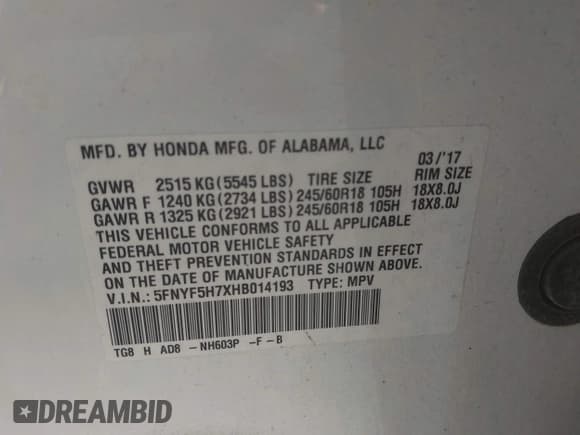 MFD. BY HONDA MFG. OF ALABAMA, LLC 03/'17
GVWR 2515 KG (5545 LBS) TIRE SIZE RIM SIZE
GAWR F 1240 KG (2734 LBS) 245/60R18 105H 18X8.0J
GAWR R 1325 KG (2921 LBS) 245/60R18 105H 18X8.0J
THIS VEHICLE CONFORMS TO ALL APPLICABLE
FEDERAL MOTOR VEHICLE SAFETY
AND THEFT PREVENTION STANDARDS IN EFFECT
ON THE DATE OF MANUFACTURE SHOWN ABOVE.
V.I.N.: 5FNYF5H7XHB014193 TYPE: MPV
TG8 H AD8 - NH603P -F - B
DREAMBID